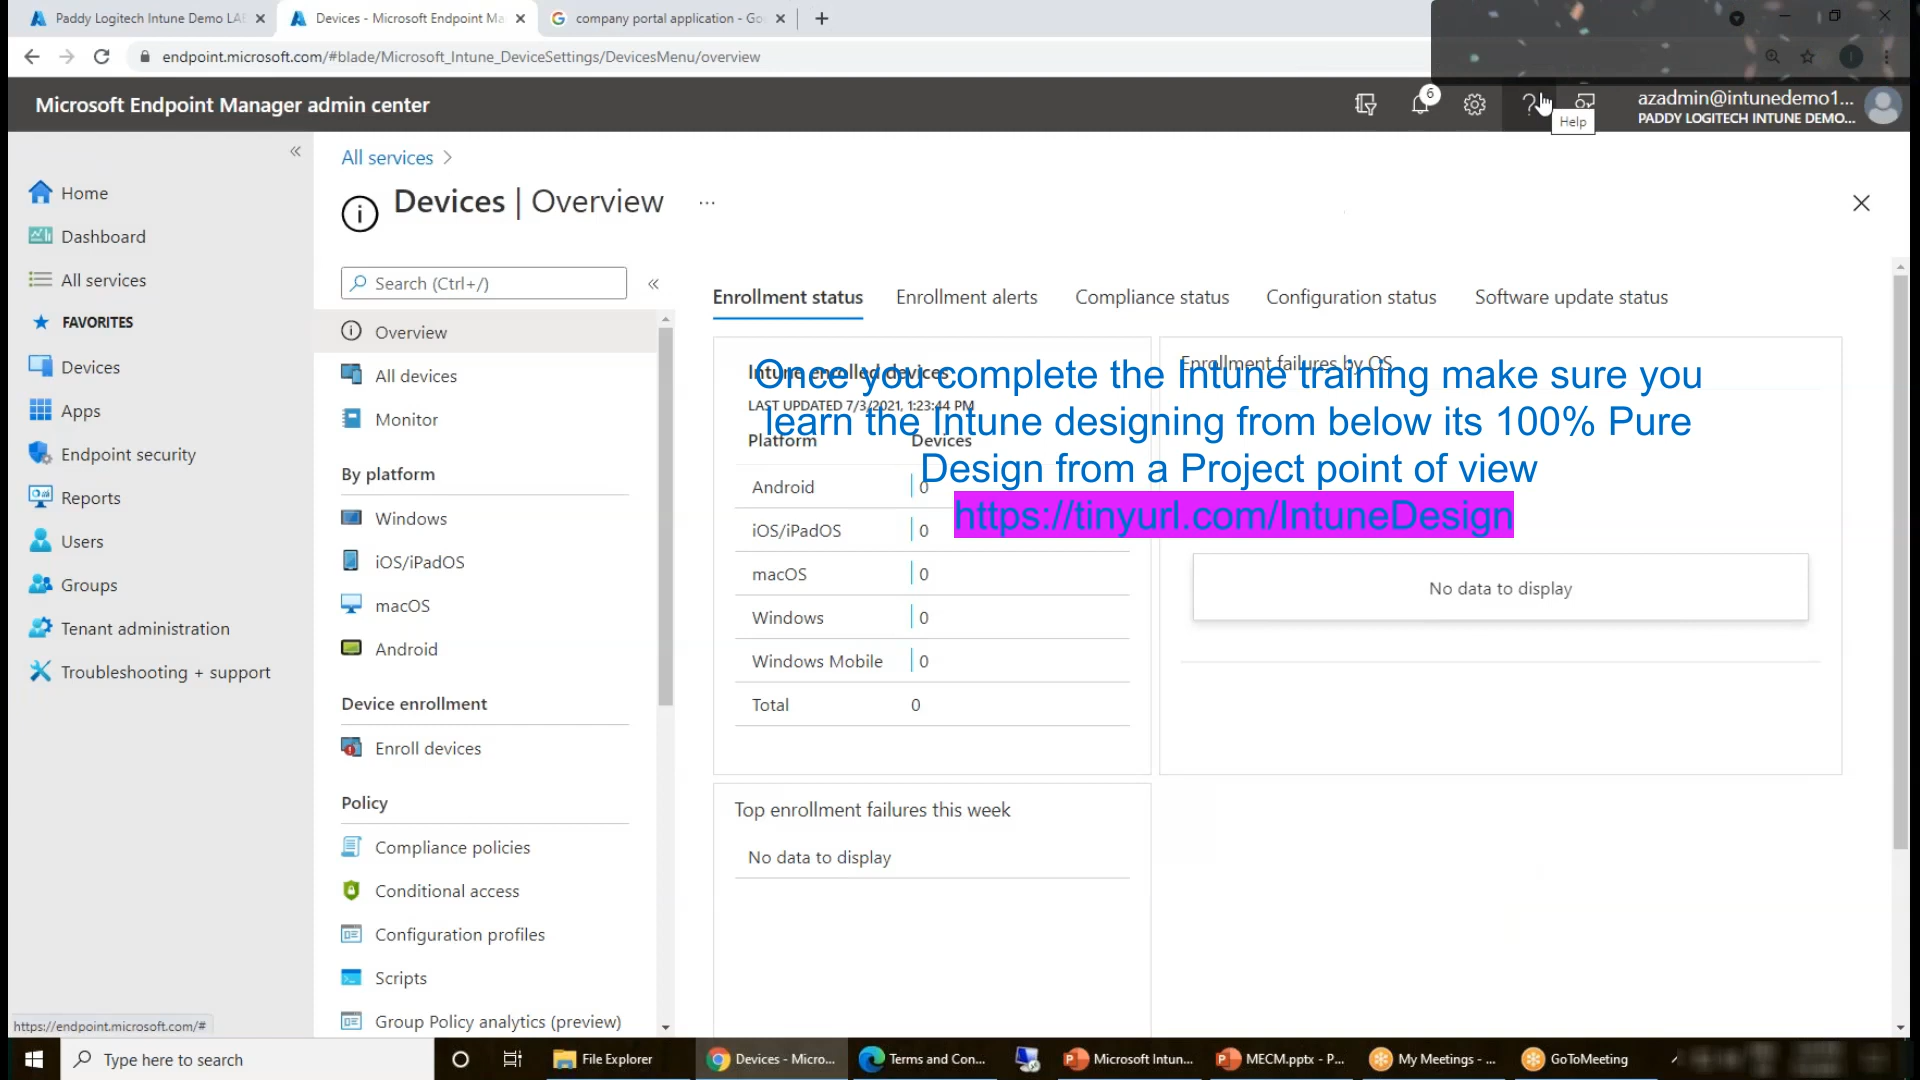 Paddy Logitech Intune Demo LA
Devices - Microsoft Endpoint Ma
company portal application - Go
endpoint.microsoft.com/#blade/Microsoft_Intune_DeviceSettings/DevicesMenu/overview
Microsoft Endpoint Manager admin center
6
azadmin@intunedemo1...
PADDY LOGITECH INTUNE DEMO...
Help
All services
Devices | Overview
...
Search (Ctrl+/)
Home
Dashboard
All services
FAVORITES
Devices
Apps
Endpoint security
Reports
Users
Groups
Tenant administration
Troubleshooting + support
Overview
All devices
Monitor
By platform
Windows
iOS/iPadOS
macOS
Android
Device enrollment
Enroll devices
Policy
Compliance policies
Conditional access
Configuration profiles
Scripts
Group Policy analytics (preview)
Enrollment status
Enrollment alerts
Compliance status
Configuration status
Software update status
Intune enrolled devices
LAST UPDATED 7/3/2021, 1:23:44 PM
Platform Devices
Android 0
iOS/iPadOS 0
macOS 0
Windows 0
Windows Mobile 0
Total 0
Enrollment failures by OS
No data to display
Once you complete the Intune training make sure you
learn the Intune designing from below its 100% Pure
Design from a Project point of view
https://tinyurl.com/IntuneDesign
Top enrollment failures this week
No data to display
https://endpoint.microsoft.com/#
Type here to search
File Explorer
Devices - Micro...
Terms and Con...
Microsoft Intun...
MECM.pptx - P...
My Meetings - ...
GoToMeeting